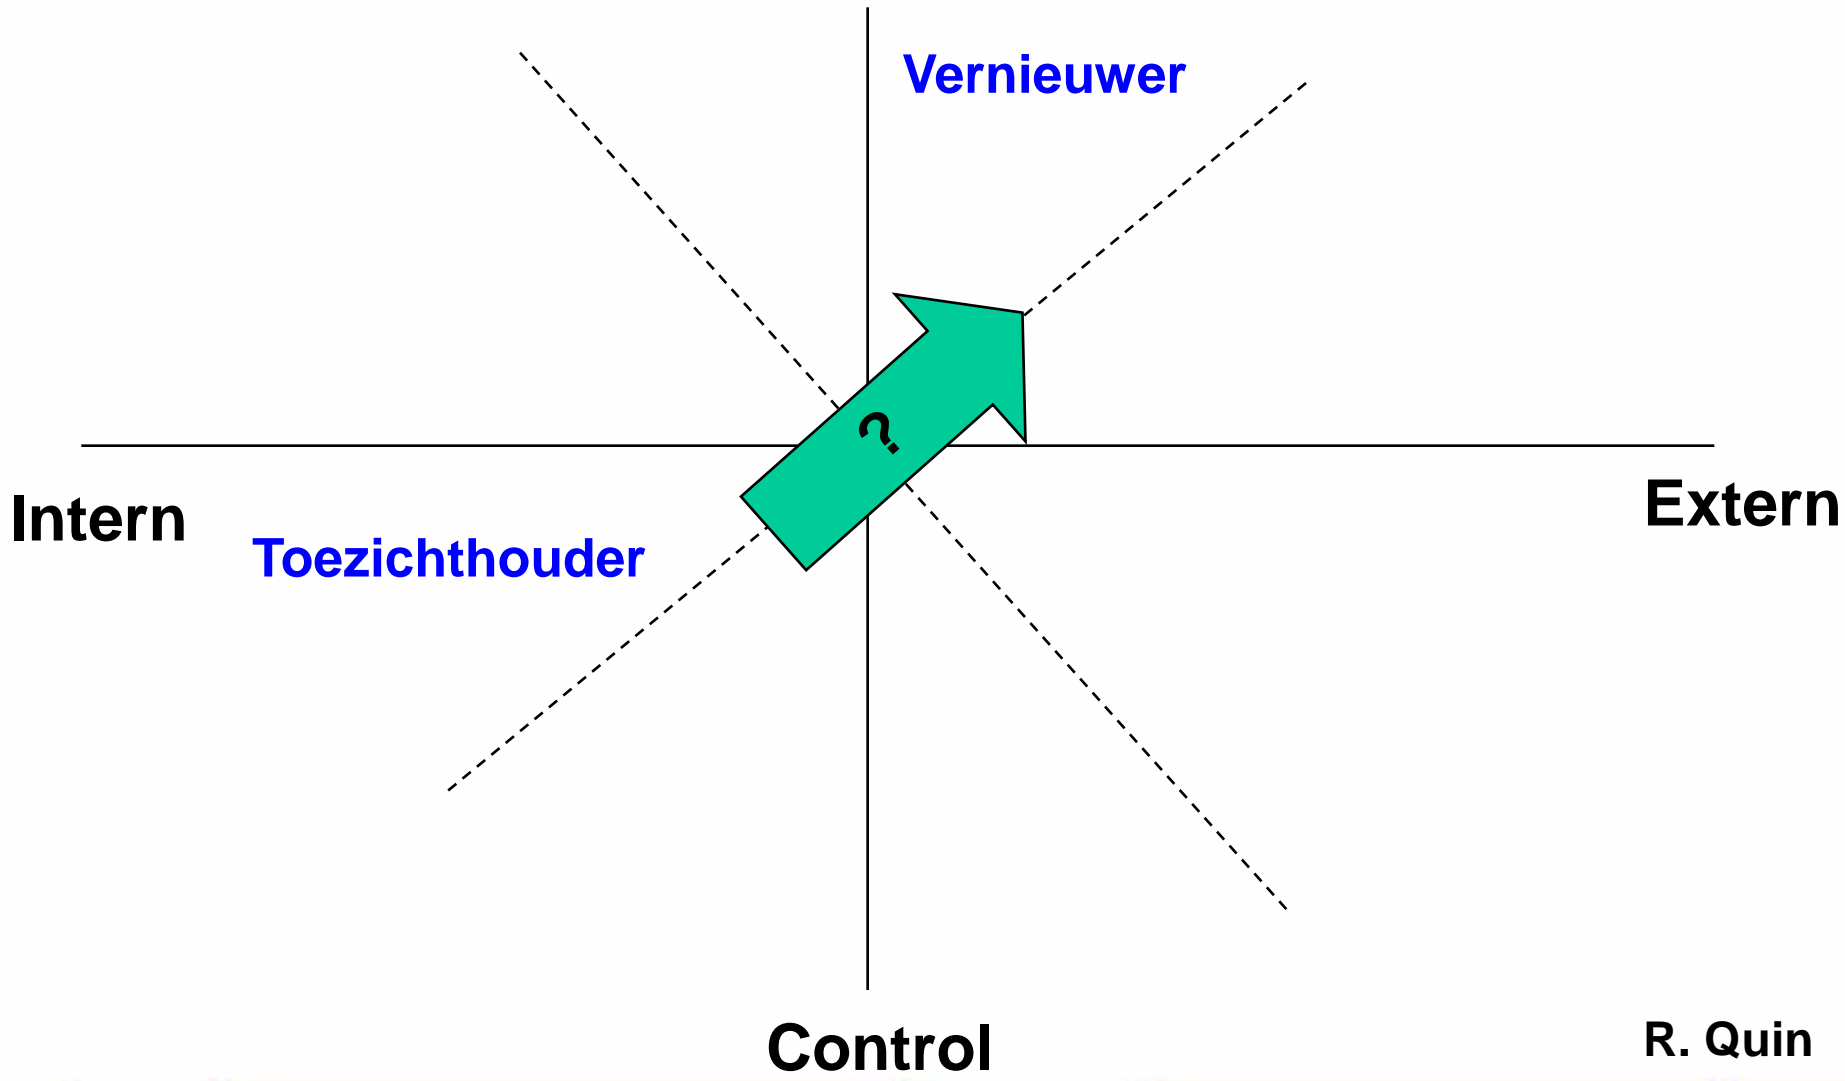 Vernieuwer
?
Intern
Extern
Toezichthouder
Control
R. Quin